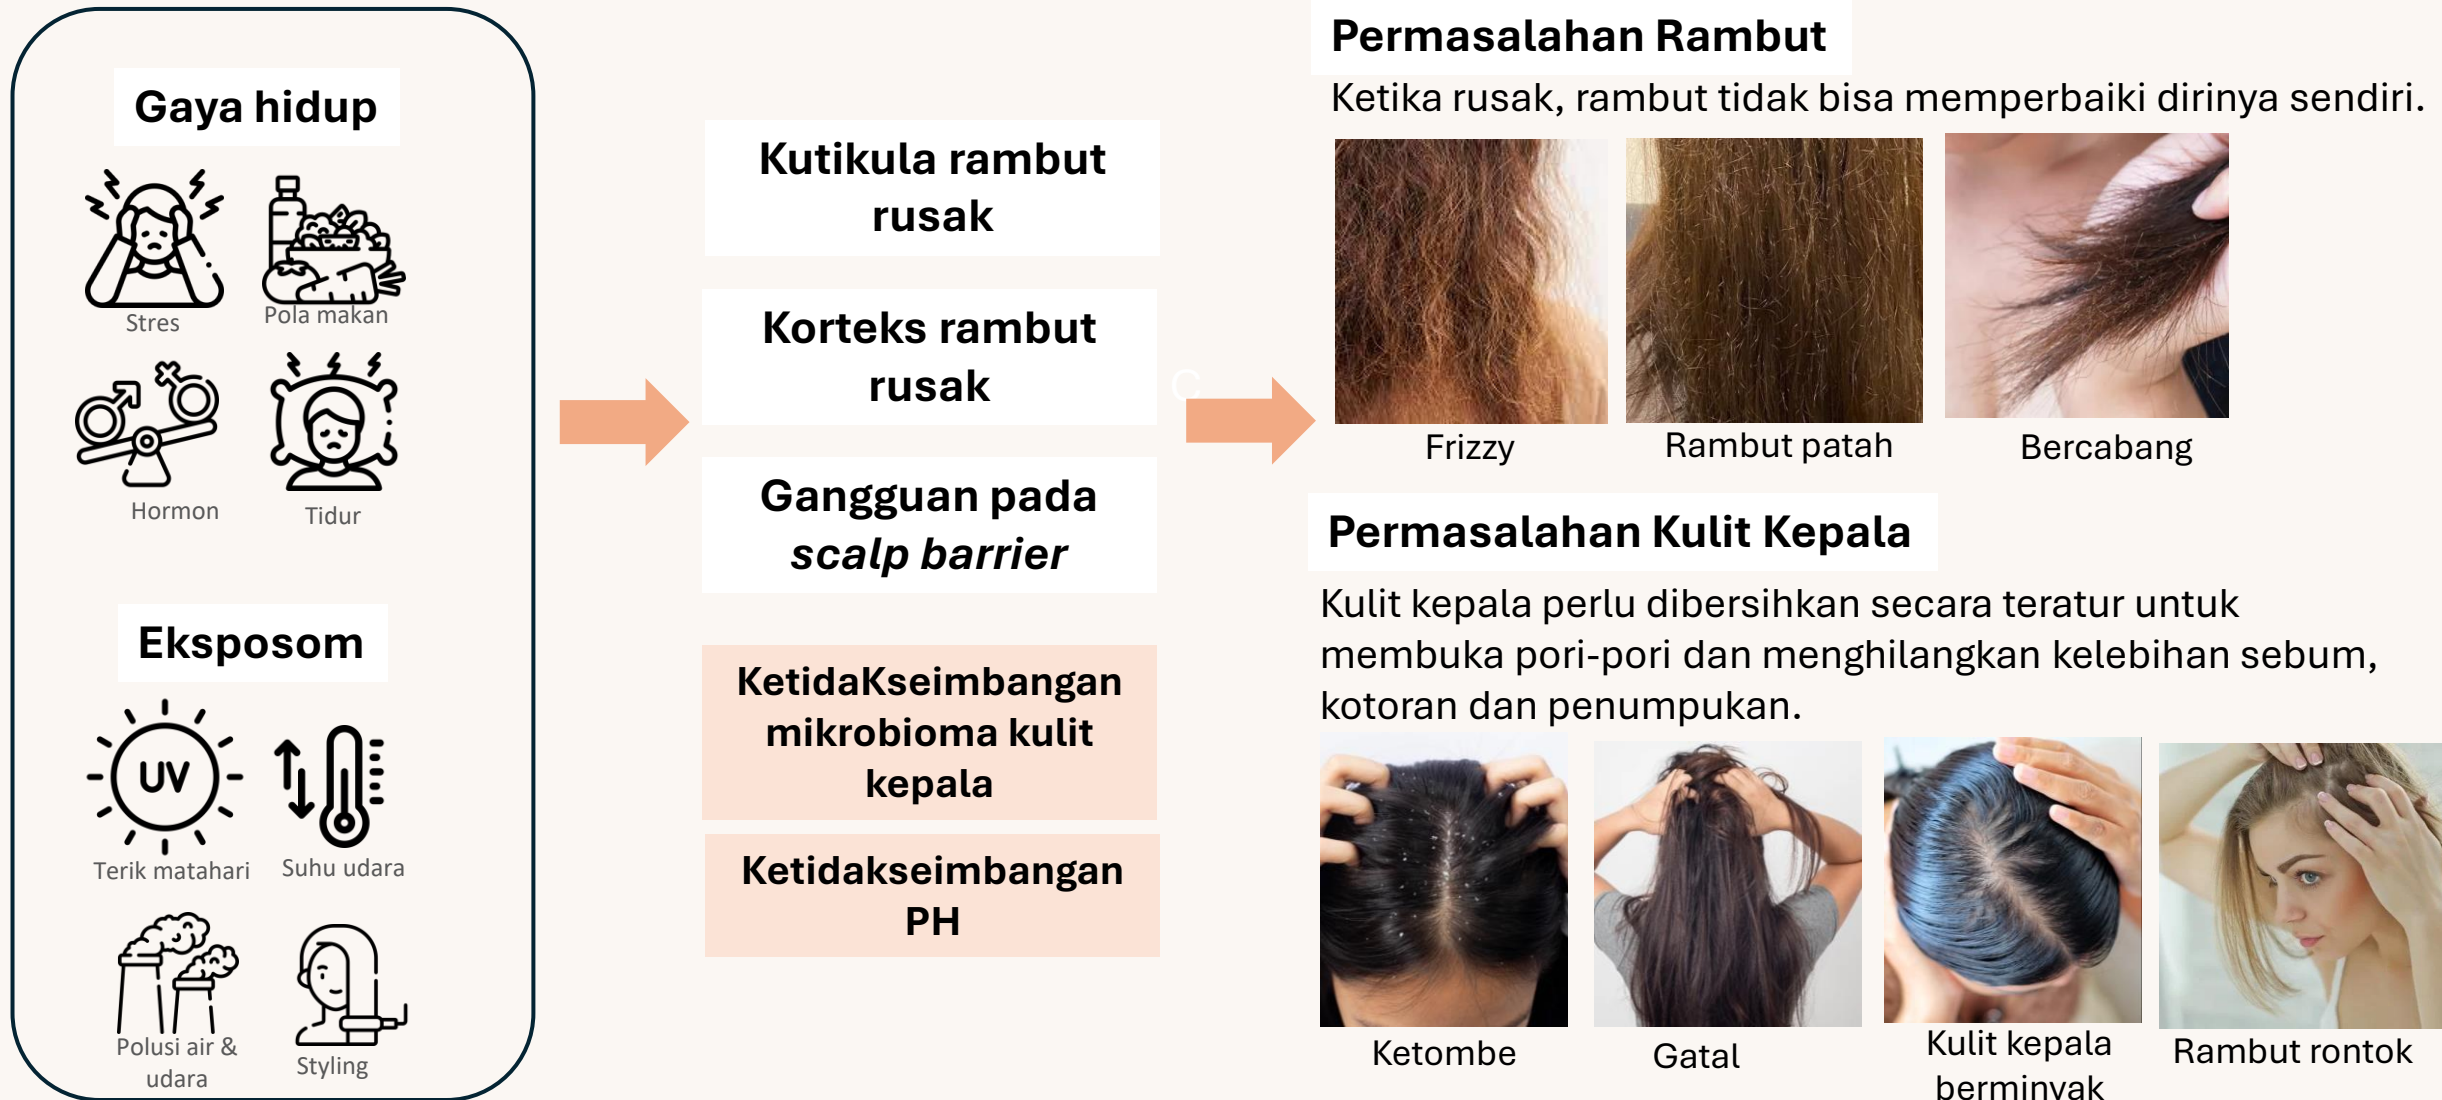 Gaya hidup
Stres
Pola makan
Hormon
Tidur
Eksposom
UV
Terik matahari
Suhu udara
Polusi air &
udara
Styling
Kutikula rambut
rusak
Korteks rambut
rusak
Gangguan pada
scalp barrier
KetidaKseimbangan
mikrobioma kulit
kepala
Ketidakseimbangan
PH
C
Permasalahan Rambut
Ketika rusak, rambut tidak bisa memperbaiki dirinya sendiri.
Frizzy
Rambut patah
Bercabang
Permasalahan Kulit Kepala
Kulit kepala perlu dibersihkan secara teratur untuk
membuka pori-pori dan menghilangkan kelebihan sebum,
kotoran dan penumpukan.
Ketombe
Gatal
Kulit kepala
berminyak
Rambut rontok